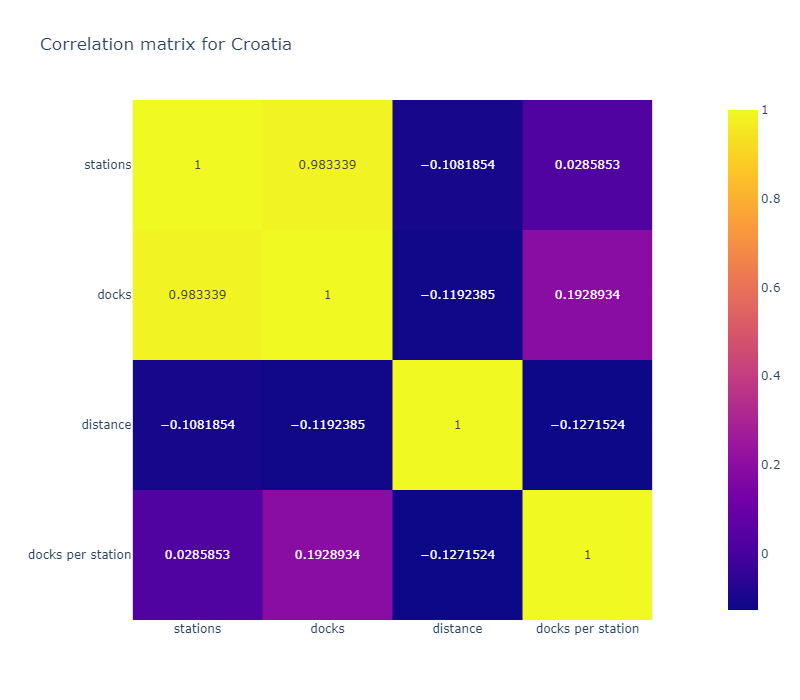 Correlation matrix for Croatia
stations 1 0.983339 −0.1081854 0.0285853
docks 0.983339 1 −0.1192385 0.1928934
distance −0.1081854 −0.1192385 1 −0.1271524
docks per station 0.0285853 0.1928934 −0.1271524 1
stations docks distance docks per station
1
0.8
0.6
0.4
0.2
0